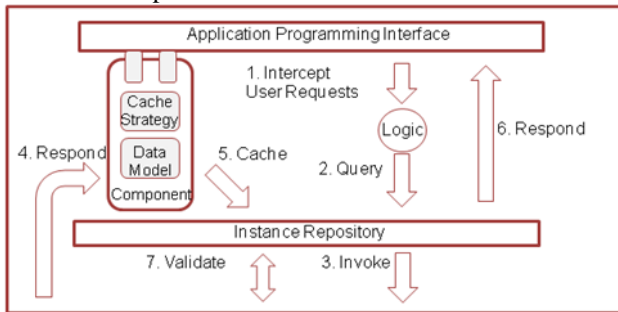 Application Programming Interface
1. Intercept
User Requests
Cache
Strategy
Logic
6. Respond
4. Respond
Data
Model
5. Cache
2. Query
Component
Instance Repository
7. Validate
3. Invoke